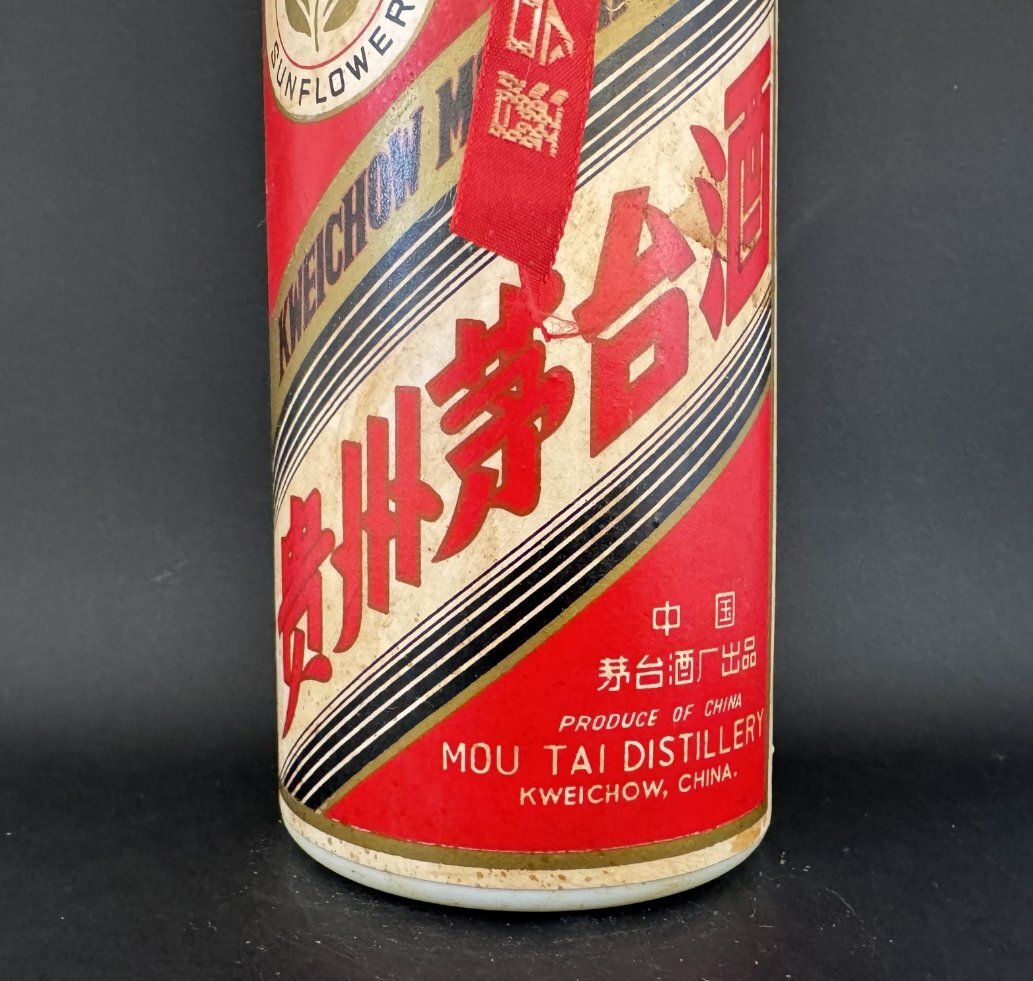 SUNFLOWER
KWEICHOW M
贵州茅台酒
中国
茅台酒厂出品
PRODUCE OF CHINA
MOU TAI DISTILLERY
KWEICHOW, CHINA.